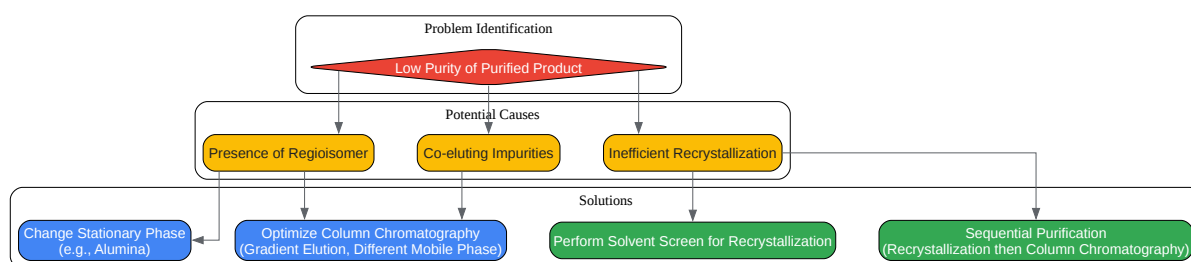 Problem Identification
Low Purity of Purified Product
Potential Causes
Presence of Regioisomer
Co-eluting Impurities
Inefficient Recrystallization
Solutions
Change Stationary Phase
(e.g., Alumina)
Optimize Column Chromatography
(Gradient Elution, Different Mobile Phase)
Perform Solvent Screen for Recrystallization
Sequential Purification
(Recrystallization then Column Chromatography)